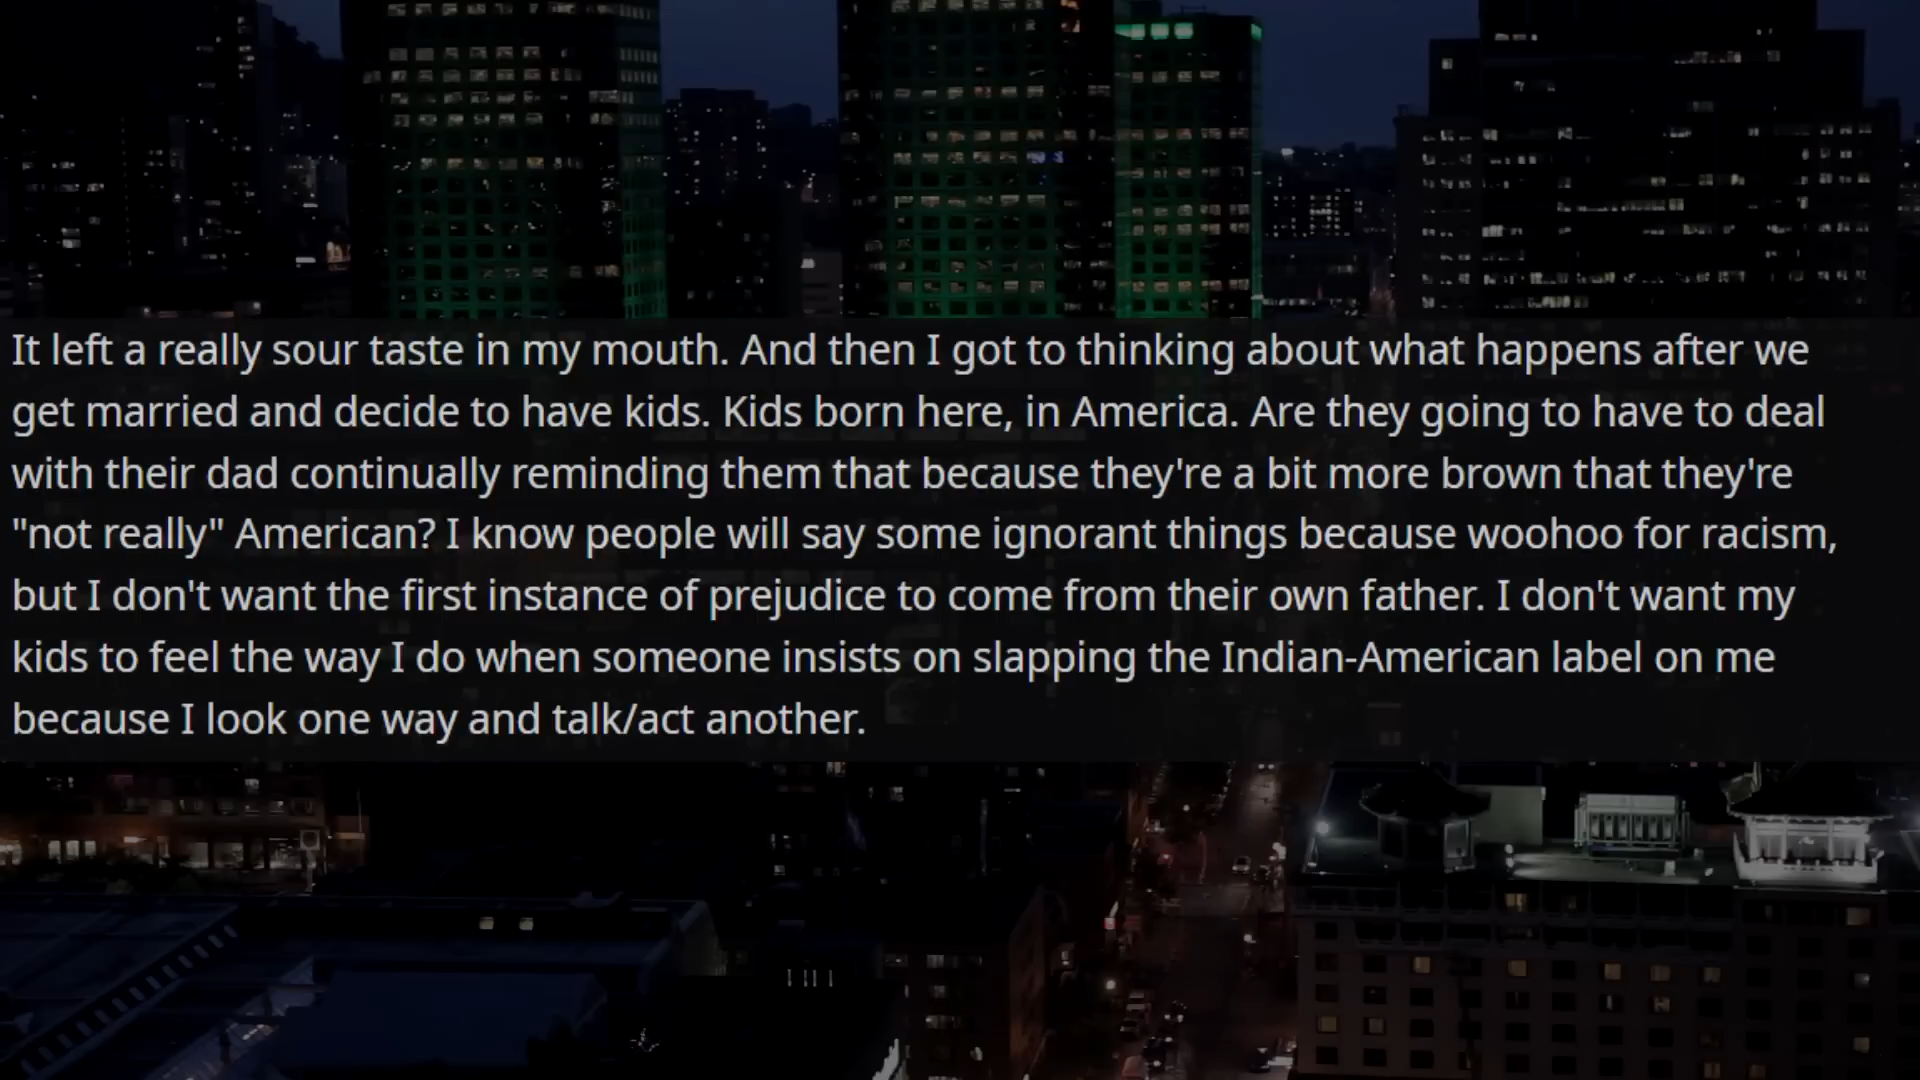 It left a really sour taste in my mouth. And then I got to thinking about what happens after we
get married and decide to have kids. Kids born here, in America. Are they going to have to deal
with their dad continually reminding them that because they're a bit more brown that they're
"not really" American? I know people will say some ignorant things because woohoo for racism,
but I don't want the first instance of prejudice to come from their own father. I don't want my
kids to feel the way I do when someone insists on slapping the Indian-American label on me
because I look one way and talk/act another.